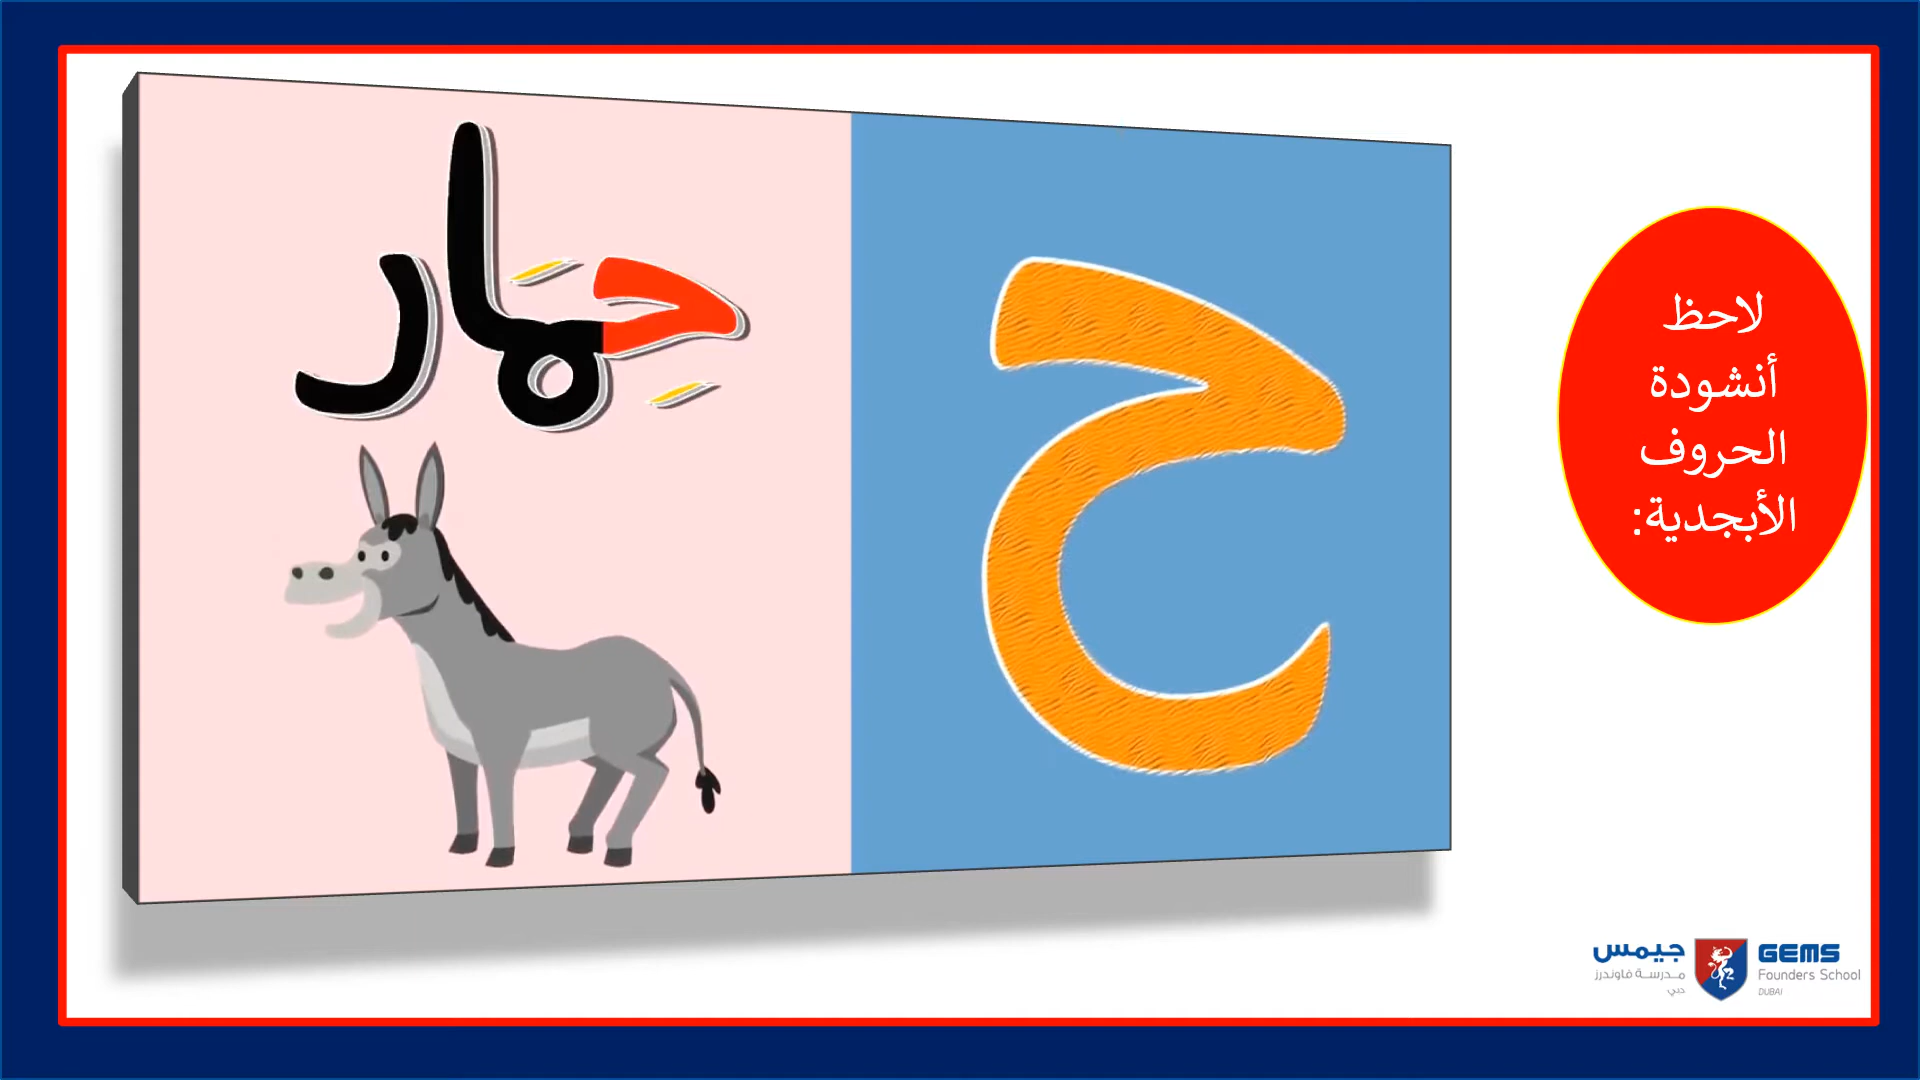 لاحظ
أنشودة
الحروف
الأبجدية:
ح
حمار
جيمس
مدرسة فاوندرز
دبي
GEMS
Founders School
DUBAI